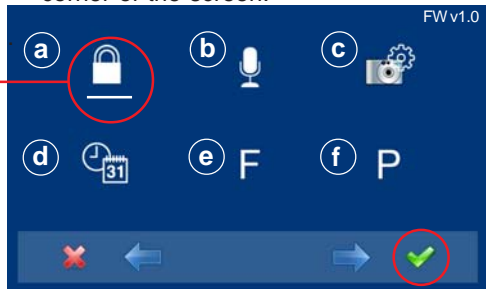 corner of the screen.
FW v1.0
a b c
31
d e F f P